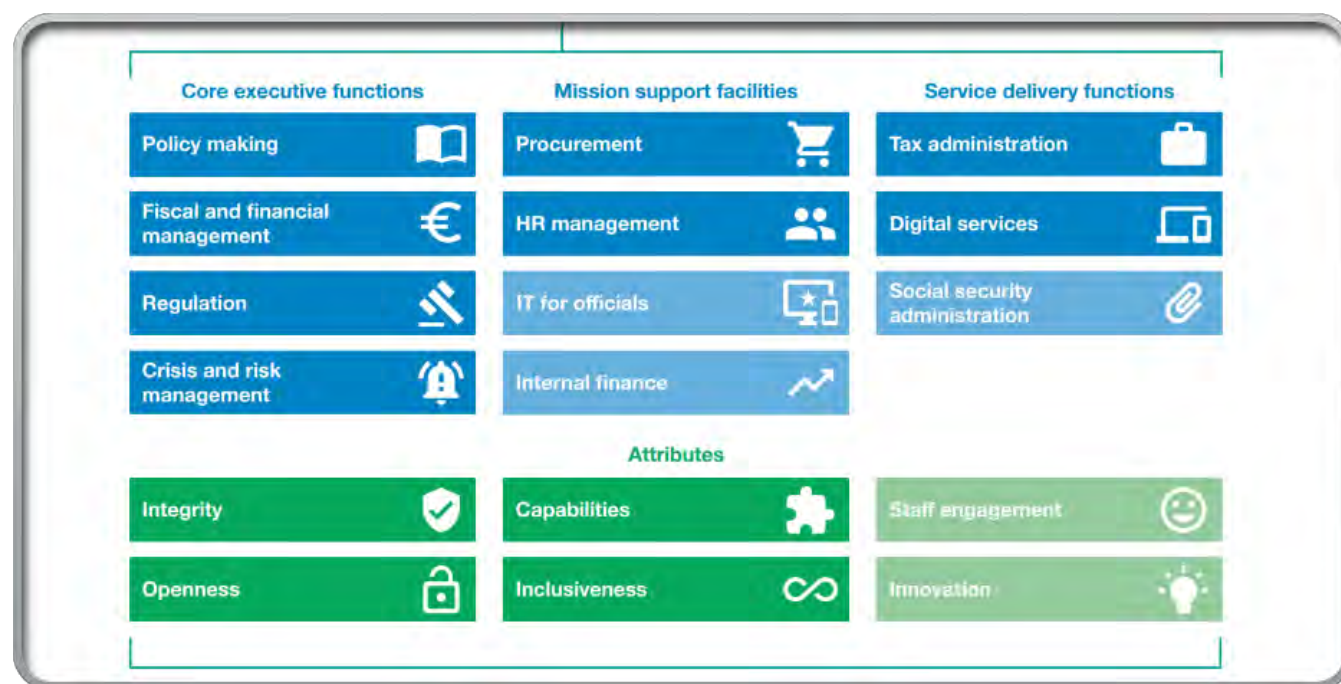 Core executive functions
Mission support facilities
Service delivery functions
Policy making
Procurement
Tax administration
Fiscal and financial
management
HR management
Digital services
Regulation
IT for officials
Social security
administration
Crisis and risk
management
Internal finance
Attributes
Integrity
Capabilities
Staff engagement
Openness
Inclusiveness
Innovation